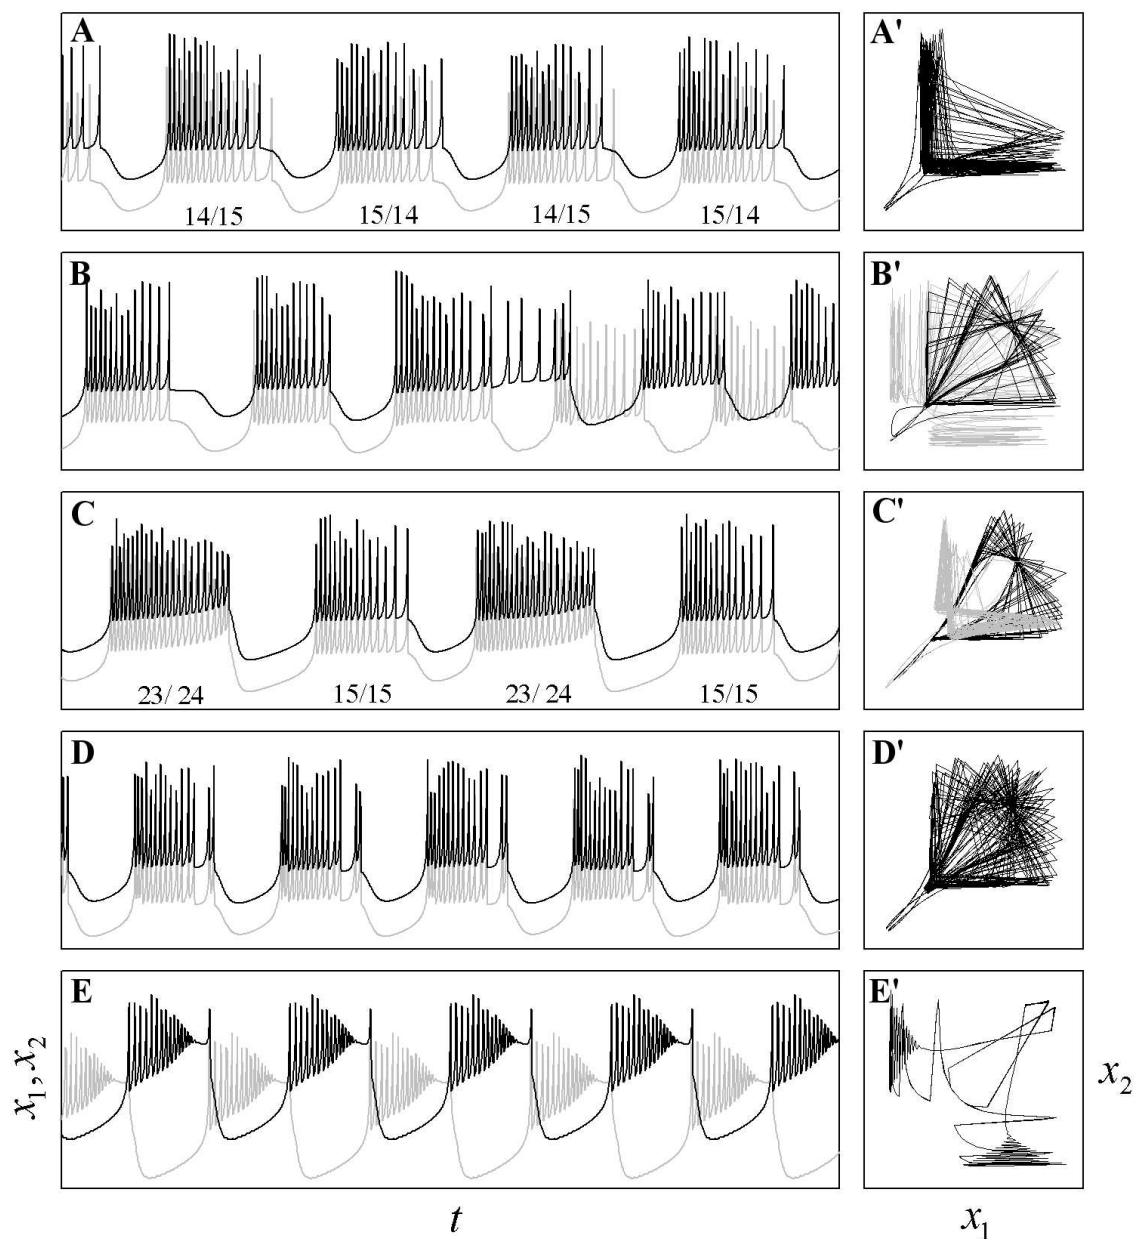 A
A'
14/15
15/14
14/15
15/14
B
B'
C
C'
23/ 24
15/15
23/ 24
15/15
D
D'
E
E'
x₁, x₂
x₂
t
x₁